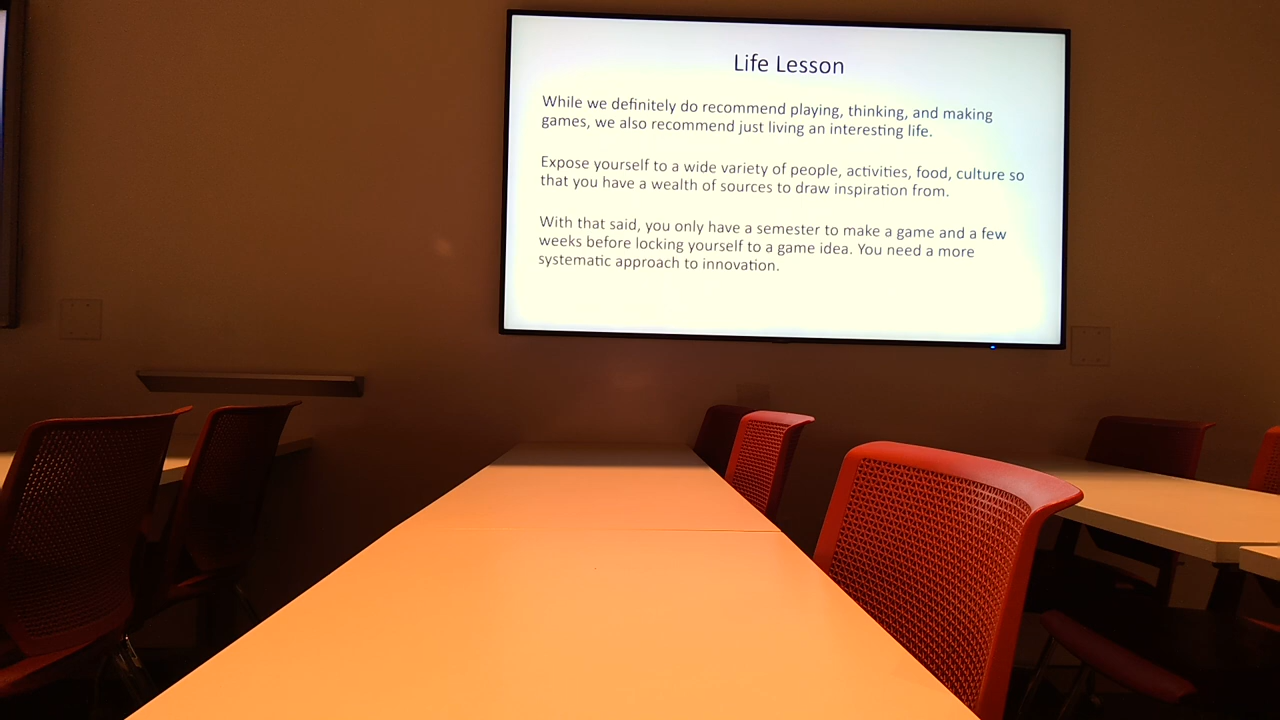 Life Lesson
While we definitely do recommend playing, thinking, and making
games, we also recommend just living an interesting life.
Expose yourself to a wide variety of people, activities, food, culture so
that you have a wealth of sources to draw inspiration from.
With that said, you only have a semester to make a game and a few
weeks before locking yourself to a game idea. You need a more
systematic approach to innovation.